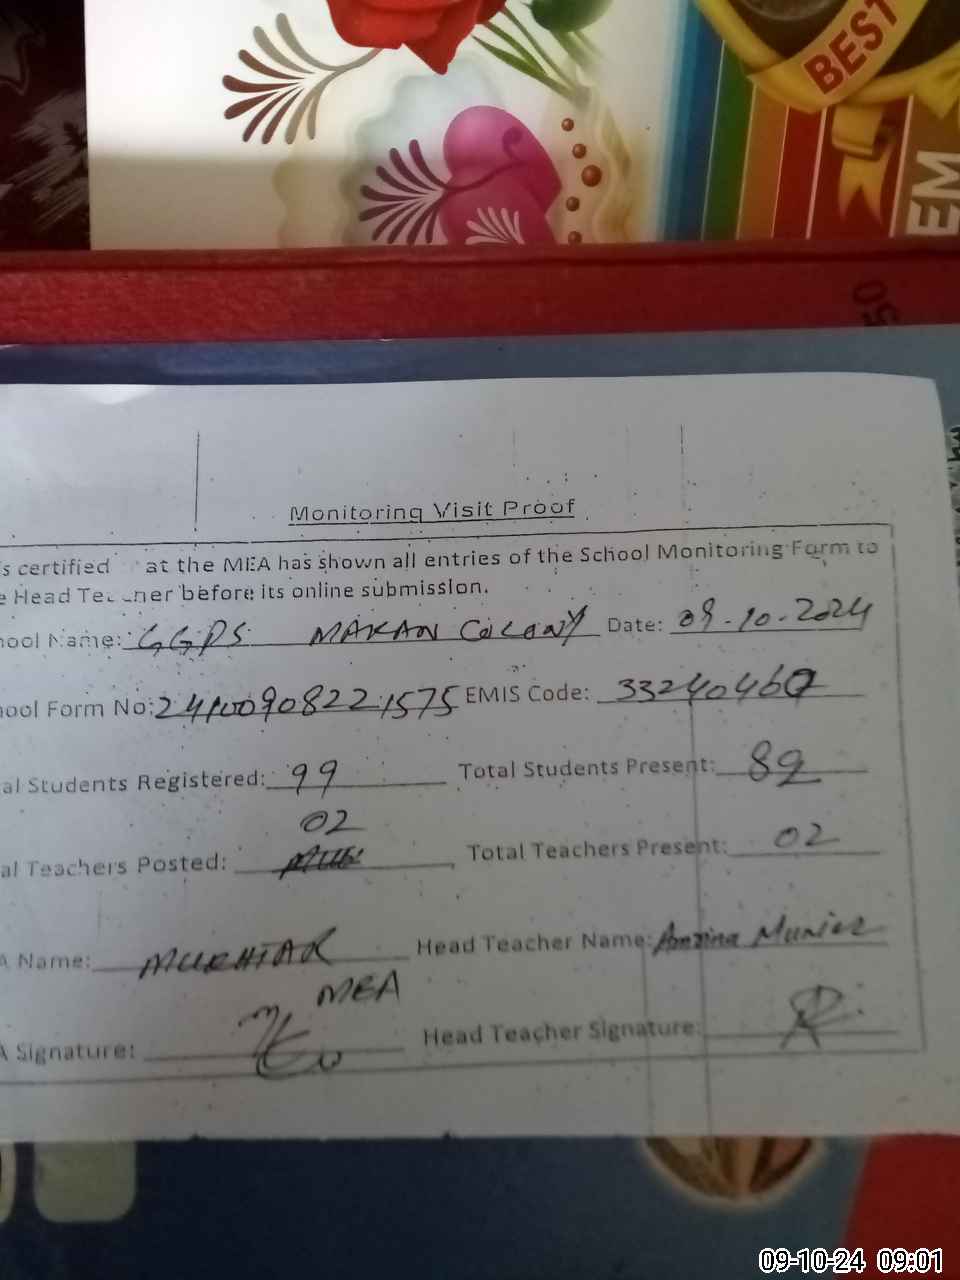 BEST
EM
05
Monitoring Visit Proof
s certified at the MEA has shown all entries of the School Monitoring Form to
e Head Teacher before its online submission.
hool Name: GGPS MAKAN COLONY Date: 09-10-2024
hool Form No: 24100908221575 EMIS Code: 33240467
al Students Registered: 99 Total Students Present: 89
02
al Teachers Posted: Total Teachers Present: 02
A Name: Head Teacher Name:
MEA
A Signature: Head Teacher Signature:
09-10-24 09:01